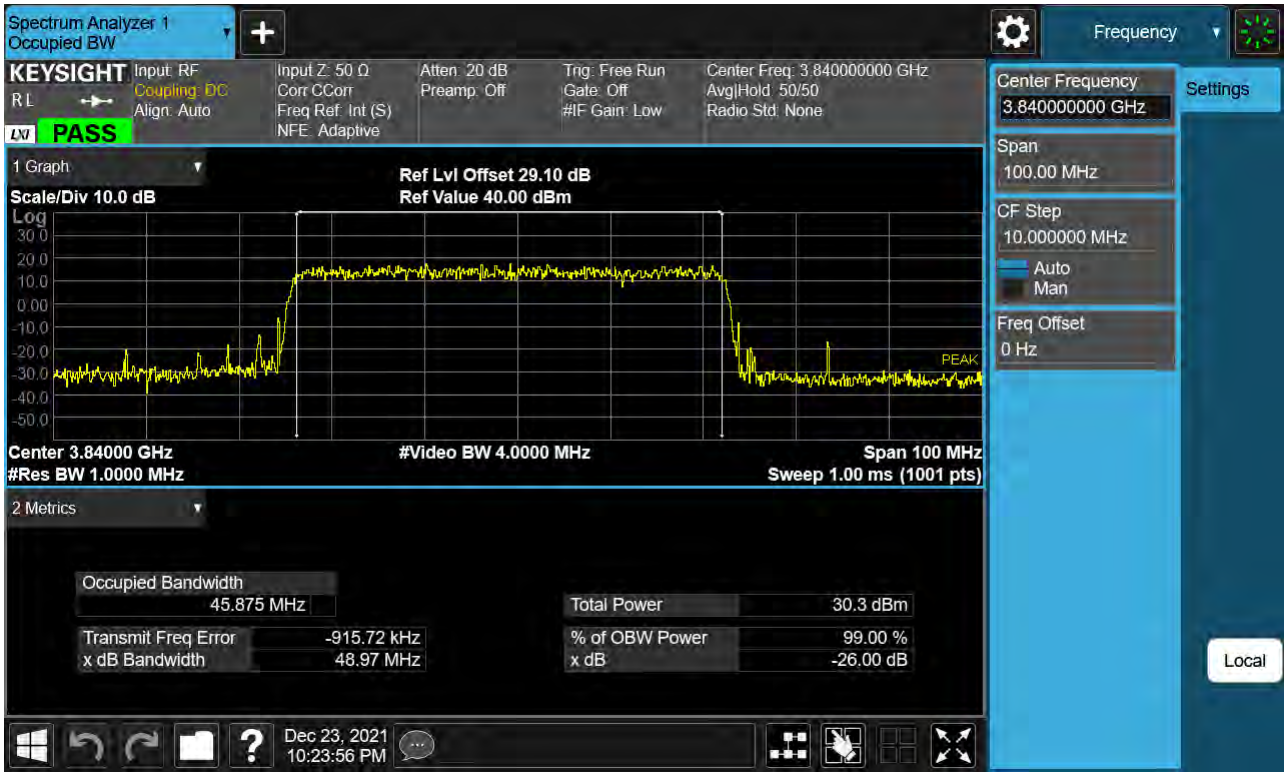 Spectrum Analyzer 1
Occupied BW
+
Frequency
KEYSIGHT
RL
LXI PASS
Input: RF
Coupling: DC
Align: Auto
Input Z: 50 Ω
Corr CCorr
Freq Ref: Int (S)
NFE: Adaptive
Atten: 20 dB
Preamp: Off
Trig: Free Run
Gate: Off
#IF Gain: Low
Center Freq: 3.840000000 GHz
Avg|Hold: 50/50
Radio Std: None
Center Frequency
3.840000000 GHz
Settings
Span
100.00 MHz
CF Step
10.000000 MHz
Auto
Man
Freq Offset
0 Hz
1 Graph
Ref Lvl Offset 29.10 dB
Scale/Div 10.0 dB
Ref Value 40.00 dBm
Log
30.0
20.0
10.0
0.00
-10.0
-20.0
-30.0
-40.0
-50.0
PEAK
Center 3.84000 GHz
#Video BW 4.0000 MHz
Span 100 MHz
#Res BW 1.0000 MHz
Sweep 1.00 ms (1001 pts)
2 Metrics
Occupied Bandwidth
45.875 MHz
Total Power 30.3 dBm
Transmit Freq Error -915.72 kHz
% of OBW Power 99.00 %
x dB Bandwidth 48.97 MHz
x dB -26.00 dB
Local
?
Dec 23, 2021
10:23:56 PM